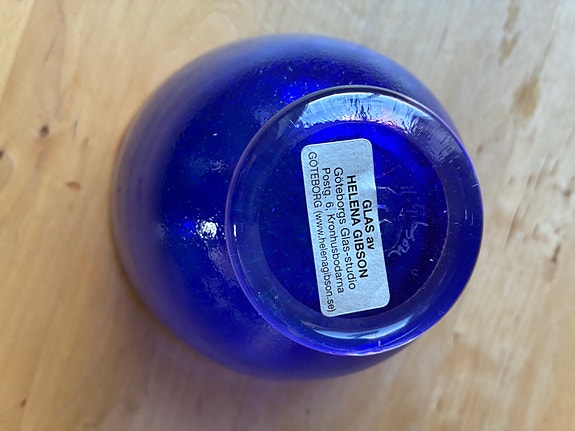 GLAS av
HELENA GIBSON
Göteborgs Glas-studio
Postg. 6, Kronhusbodarna
GÖTEBORG (www.helenagibson.se)